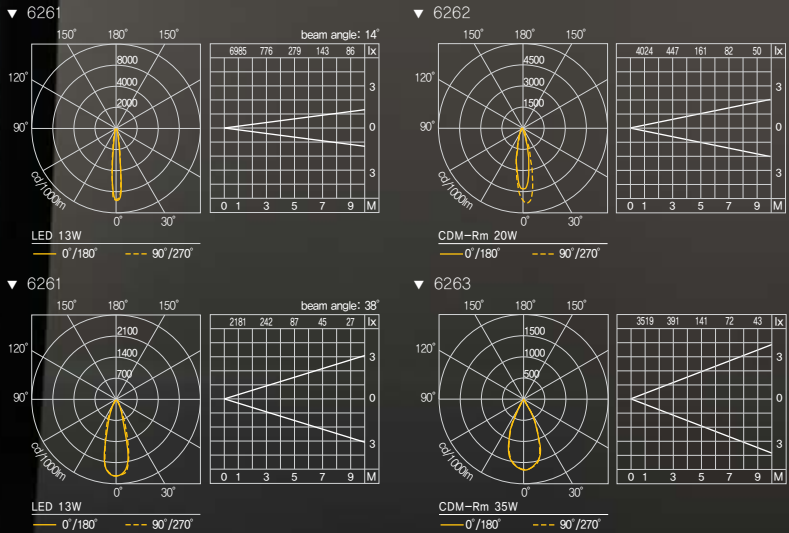 ▼ 6261
beam angle: 14°
150° 180° 150°
120°
90°
8000
4000
2000
cd/1000lm
0° 30°
6985 776 279 143 86 lx
3
0
3
0 1 3 5 7 9 M
LED 13W
0°/180° 90°/270°
▼ 6262
150° 180° 150°
120°
90°
4500
3000
1500
cd/1000lm
0° 30°
4024 447 161 82 50 lx
3
0
3
0 1 3 5 7 9 M
CDM-Rm 20W
0°/180° 90°/270°
▼ 6261
beam angle: 38°
150° 180° 150°
120°
90°
2100
1400
700
cd/1000lm
0° 30°
2181 242 87 45 27 lx
3
0
3
0 1 3 5 7 9 M
LED 13W
0°/180° 90°/270°
▼ 6263
150° 180° 150°
120°
90°
1500
1000
500
cd/1000lm
0° 30°
3519 391 141 72 43 lx
3
0
3
0 1 3 5 7 9 M
CDM-Rm 35W
0°/180° 90°/270°